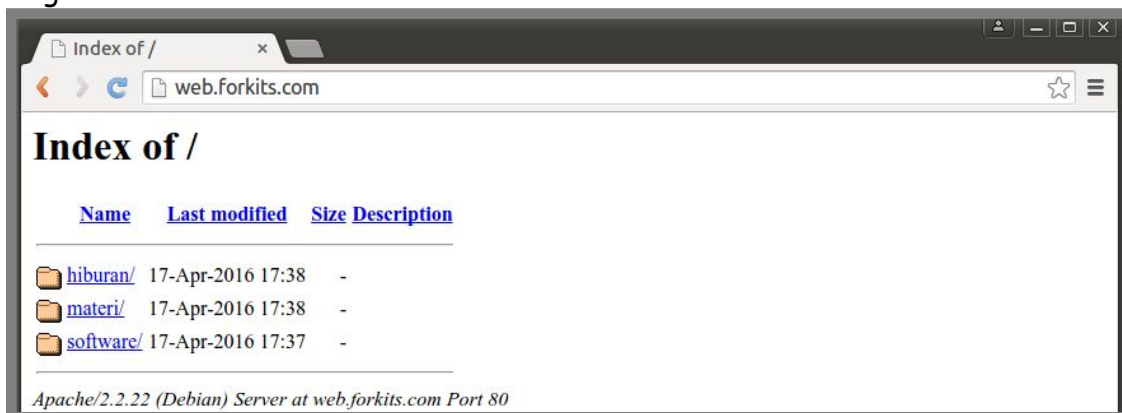 Index of /
web.forkits.com
Index of /
Name Last modified Size Description
hiburan/ 17-Apr-2016 17:38 -
materi/ 17-Apr-2016 17:38 -
software/ 17-Apr-2016 17:37 -
Apache/2.2.22 (Debian) Server at web.forkits.com Port 80